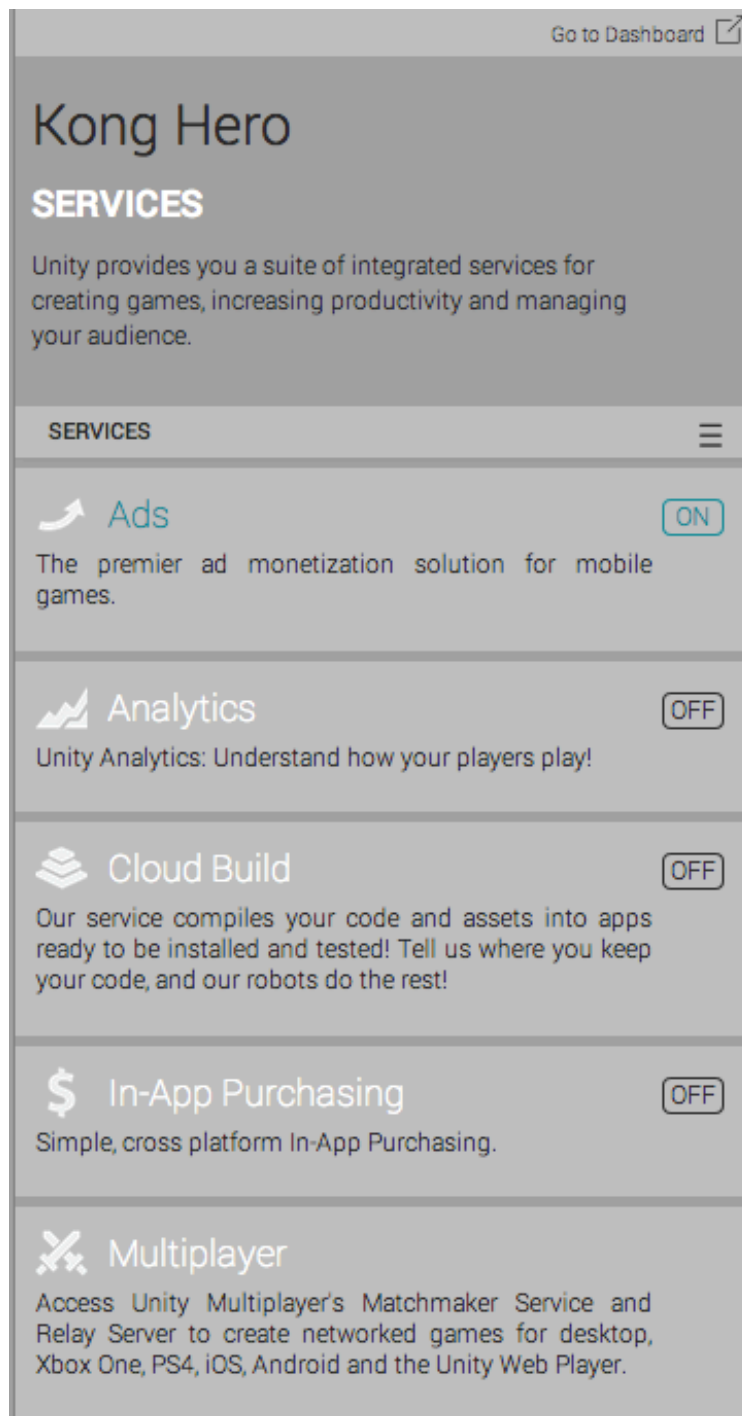 Go to Dashboard
Kong Hero
SERVICES
Unity provides you a suite of integrated services for
creating games, increasing productivity and managing
your audience.
SERVICES
Ads
ON
The premier ad monetization solution for mobile
games.
Analytics
OFF
Unity Analytics: Understand how your players play!
Cloud Build
OFF
Our service compiles your code and assets into apps
ready to be installed and tested! Tell us where you keep
your code, and our robots do the rest!
In-App Purchasing
OFF
Simple, cross platform In-App Purchasing.
Multiplayer
Access Unity Multiplayer's Matchmaker Service and
Relay Server to create networked games for desktop,
Xbox One, PS4, iOS, Android and the Unity Web Player.